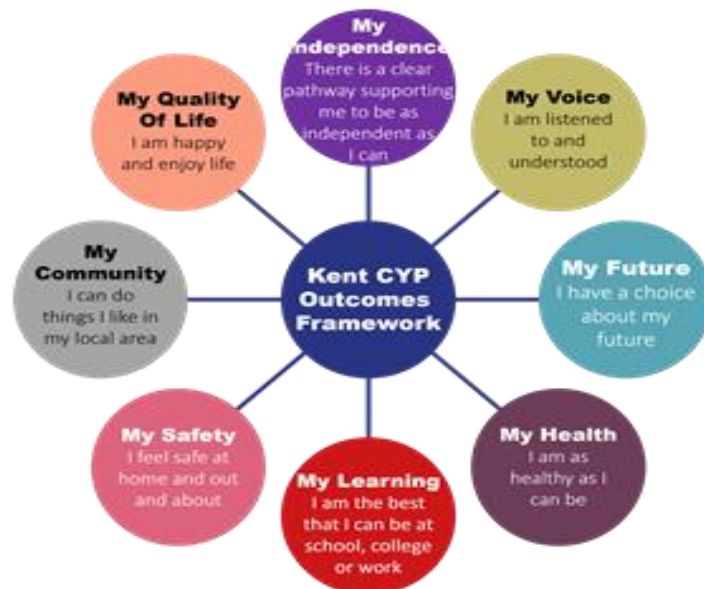 My
Independence
There is a clear
pathway supporting
me to be as
independent as
I can
My Voice
I am listened
to and
understood
My Future
I have a choice
about my
future
My Health
I am as
healthy as I
can be
My Learning
I am the best
that I can be at
school, college
or work
My Safety
I feel safe at
home and out
and about
My
Community
I can do
things I like in
my local area
My Quality
Of Life
I am happy
and enjoy life
Kent CYP
Outcomes
Framework